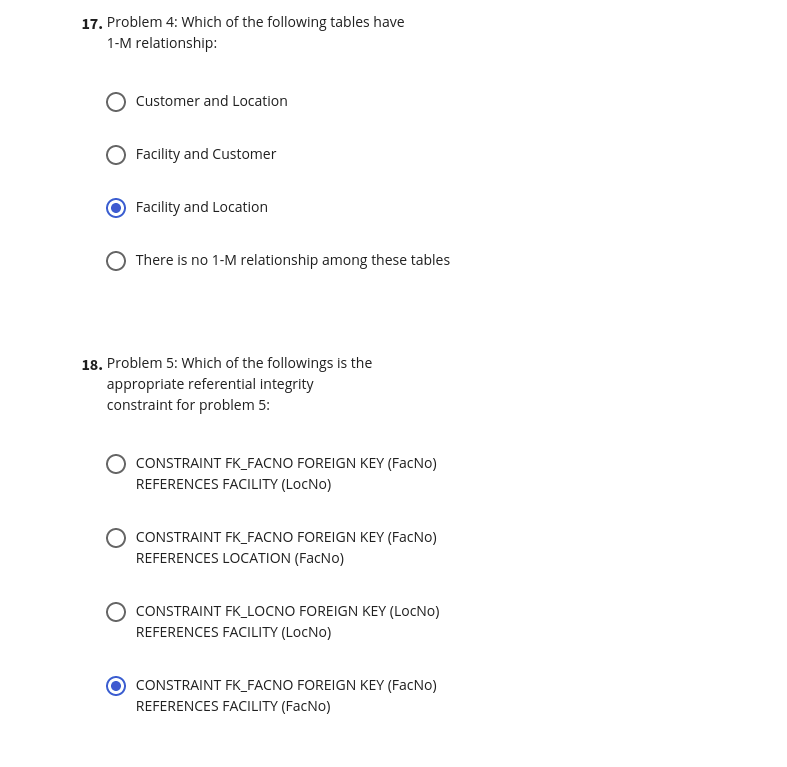 17. Problem 4: Which of the following tables have
1-M relationship:
Customer and Location
Facility and Customer
Facility and Location
There is no 1-M relationship among these tables
18. Problem 5: Which of the followings is the
appropriate referential integrity
constraint for problem 5:
CONSTRAINT FK_FACNO FOREIGN KEY (FacNo)
REFERENCES FACILITY (LocNo)
CONSTRAINT FK_FACNO FOREIGN KEY (FacNo)
REFERENCES LOCATION (FacNo)
CONSTRAINT FK_LOCNO FOREIGN KEY (LocNo)
REFERENCES FACILITY (LocNo)
CONSTRAINT FK_FACNO FOREIGN KEY (FacNo)
REFERENCES FACILITY (FacNo)